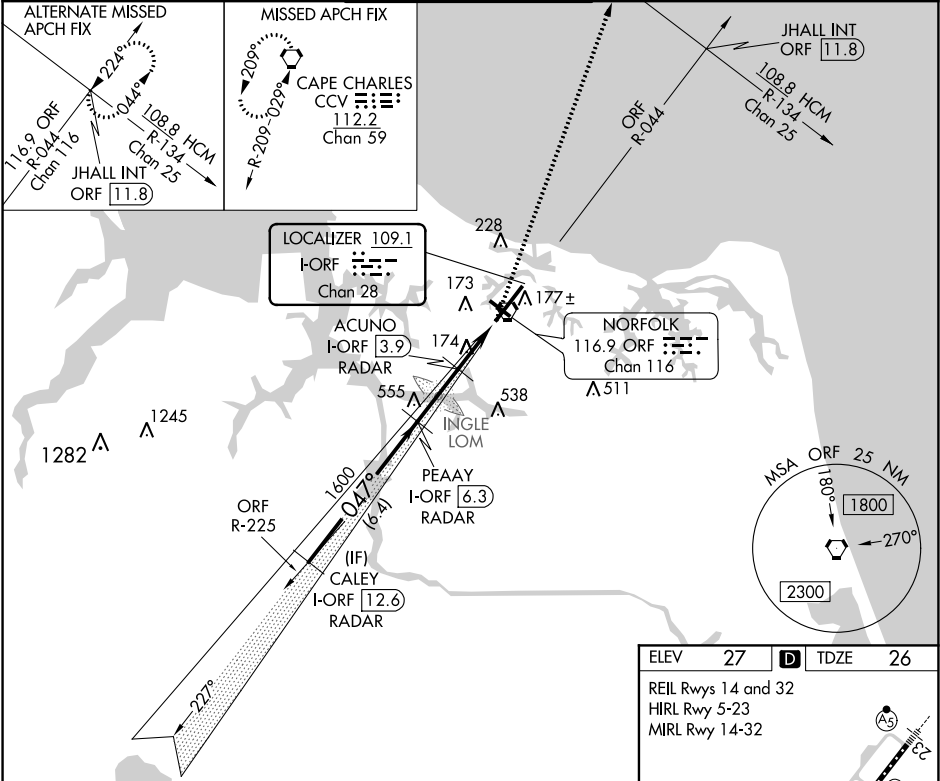 ALTERNATE MISSED
APCH FIX
224°
044°
116.9 ORF
R-044
Chan 116
108.8 HCM
R-134
Chan 25
JHALL INT
ORF 11.8
MISSED APCH FIX
209°
CAPE CHARLES
CCV
112.2
Chan 59
R-209
029°
JHALL INT
ORF 11.8
108.8 HCM
R-134
Chan 25
ORF
R-044
LOCALIZER 109.1
I-ORF
Chan 28
228
173
177±
ACUNO
I-ORF 3.9
RADAR
174
NORFOLK
116.9 ORF
Chan 116
555
538
511
INGLE
LOM
1245
1282
PEAAY
I-ORF 6.3
RADAR
1600
047°
(6.4)
ORF
R-225
(IF)
CALEY
I-ORF 12.6
RADAR
227°
MSA ORF 25 NM
180°
1800
270°
2300
ELEV 27 D TDZE 26
REIL Rwys 14 and 32
HIRL Rwy 5-23
MIRL Rwy 14-32
A5
23